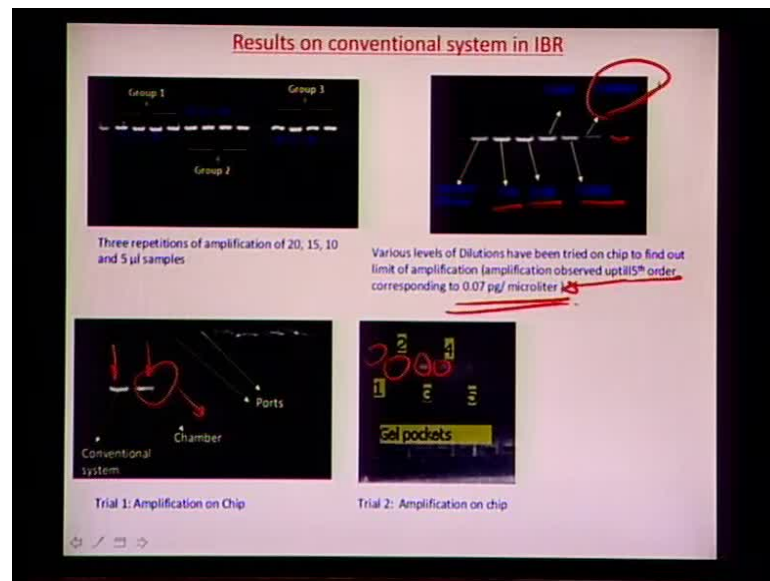 Results on conventional system in IBR
Group 1
Group 3
Group 2
Three repetitions of amplification of 20, 15, 10
and 5 µl samples
Various levels of Dilutions have been tried on chip to find out
limit of amplification (amplification observed uptill5th order
corresponding to 0.07 pg/ microliter )
Ports
Chamber
Conventional
system
2
4
1
Gel pockets
Trial 1: Amplification on Chip
Trial 2: Amplification on chip